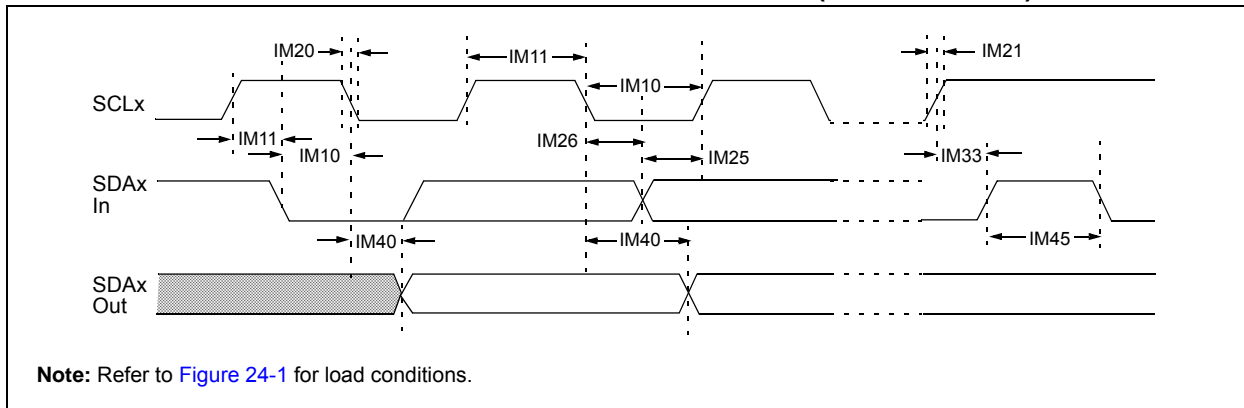 IM20
IM11
IM21
SCLx
IM10
IM11
IM10
IM26
IM25
IM33
SDAx
In
IM40
IM40
IM45
SDAx
Out
Note: Refer to Figure 24-1 for load conditions.